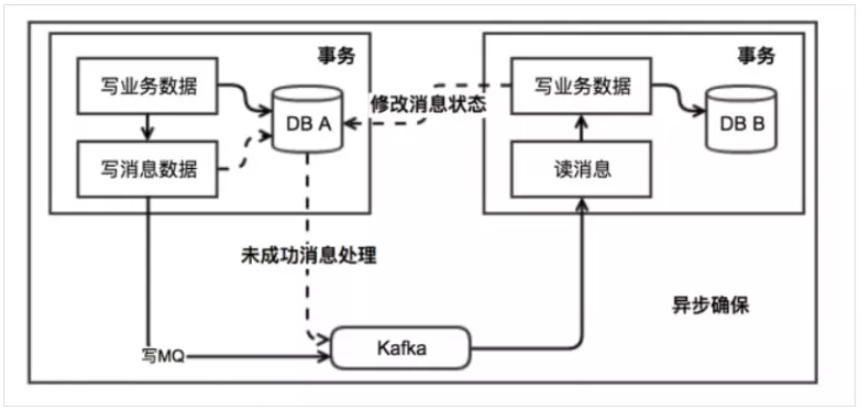 事务
写业务数据
DB A
写消息数据
修改消息状态
事务
写业务数据
DB B
读消息
未成功消息处理
异步确保
写MQ
Kafka